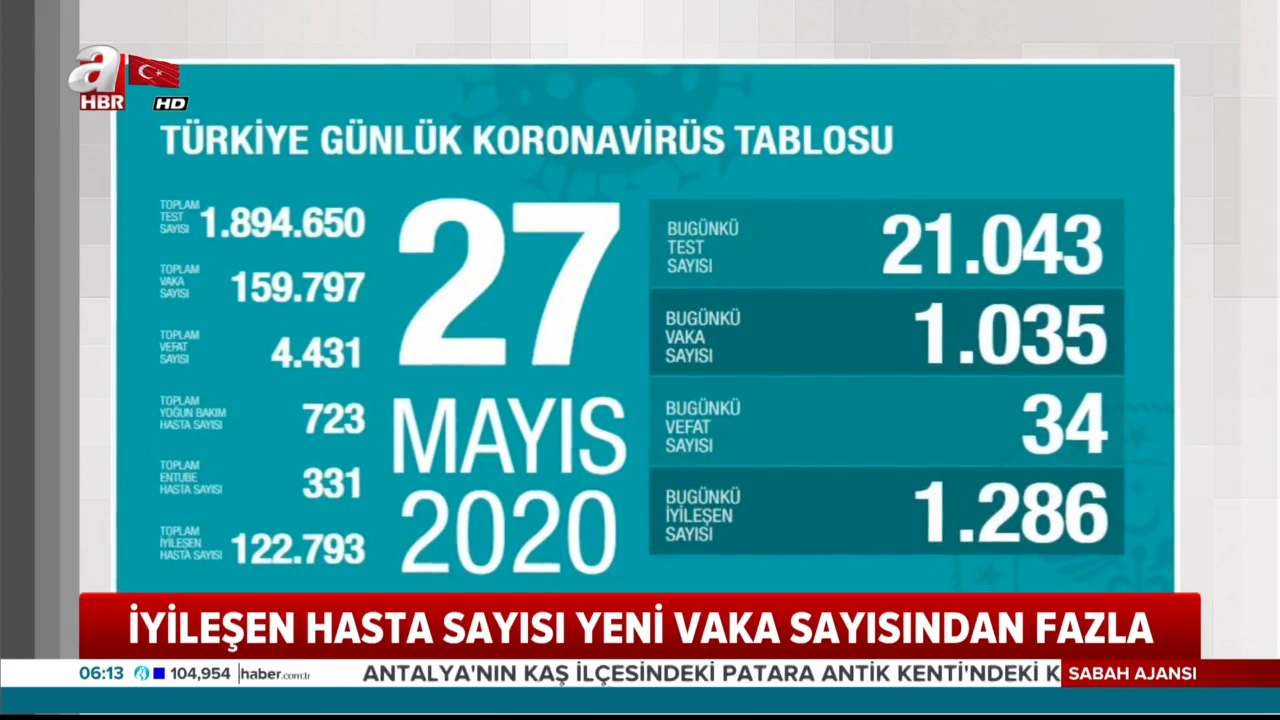 a
HBR
HD
TÜRKİYE GÜNLÜK KORONAVİRÜS TABLOSU
TOPLAM
TEST
SAYISI
1.894.650
TOPLAM
VAKA
SAYISI
159.797
TOPLAM
VEFAT
SAYISI
4.431
TOPLAM
YOĞUN BAKIM
HASTA SAYISI
723
TOPLAM
ENTUBE
HASTA SAYISI
331
TOPLAM
İYİLEŞEN
HASTA SAYISI
122.793
27
MAYIS
2020
BUGÜNKÜ
TEST
SAYISI
21.043
BUGÜNKÜ
VAKA
SAYISI
1.035
BUGÜNKÜ
VEFAT
SAYISI
34
BUGÜNKÜ
İYİLEŞEN
SAYISI
1.286
İYİLEŞEN HASTA SAYISI YENİ VAKA SAYISINDAN FAZLA
06:13 104,954 haber.com.tr ANTALYA'NIN KAŞ İLÇESİNDEKİ PATARA ANTİK KENTİ'NDEKİ K SABAH AJANSI